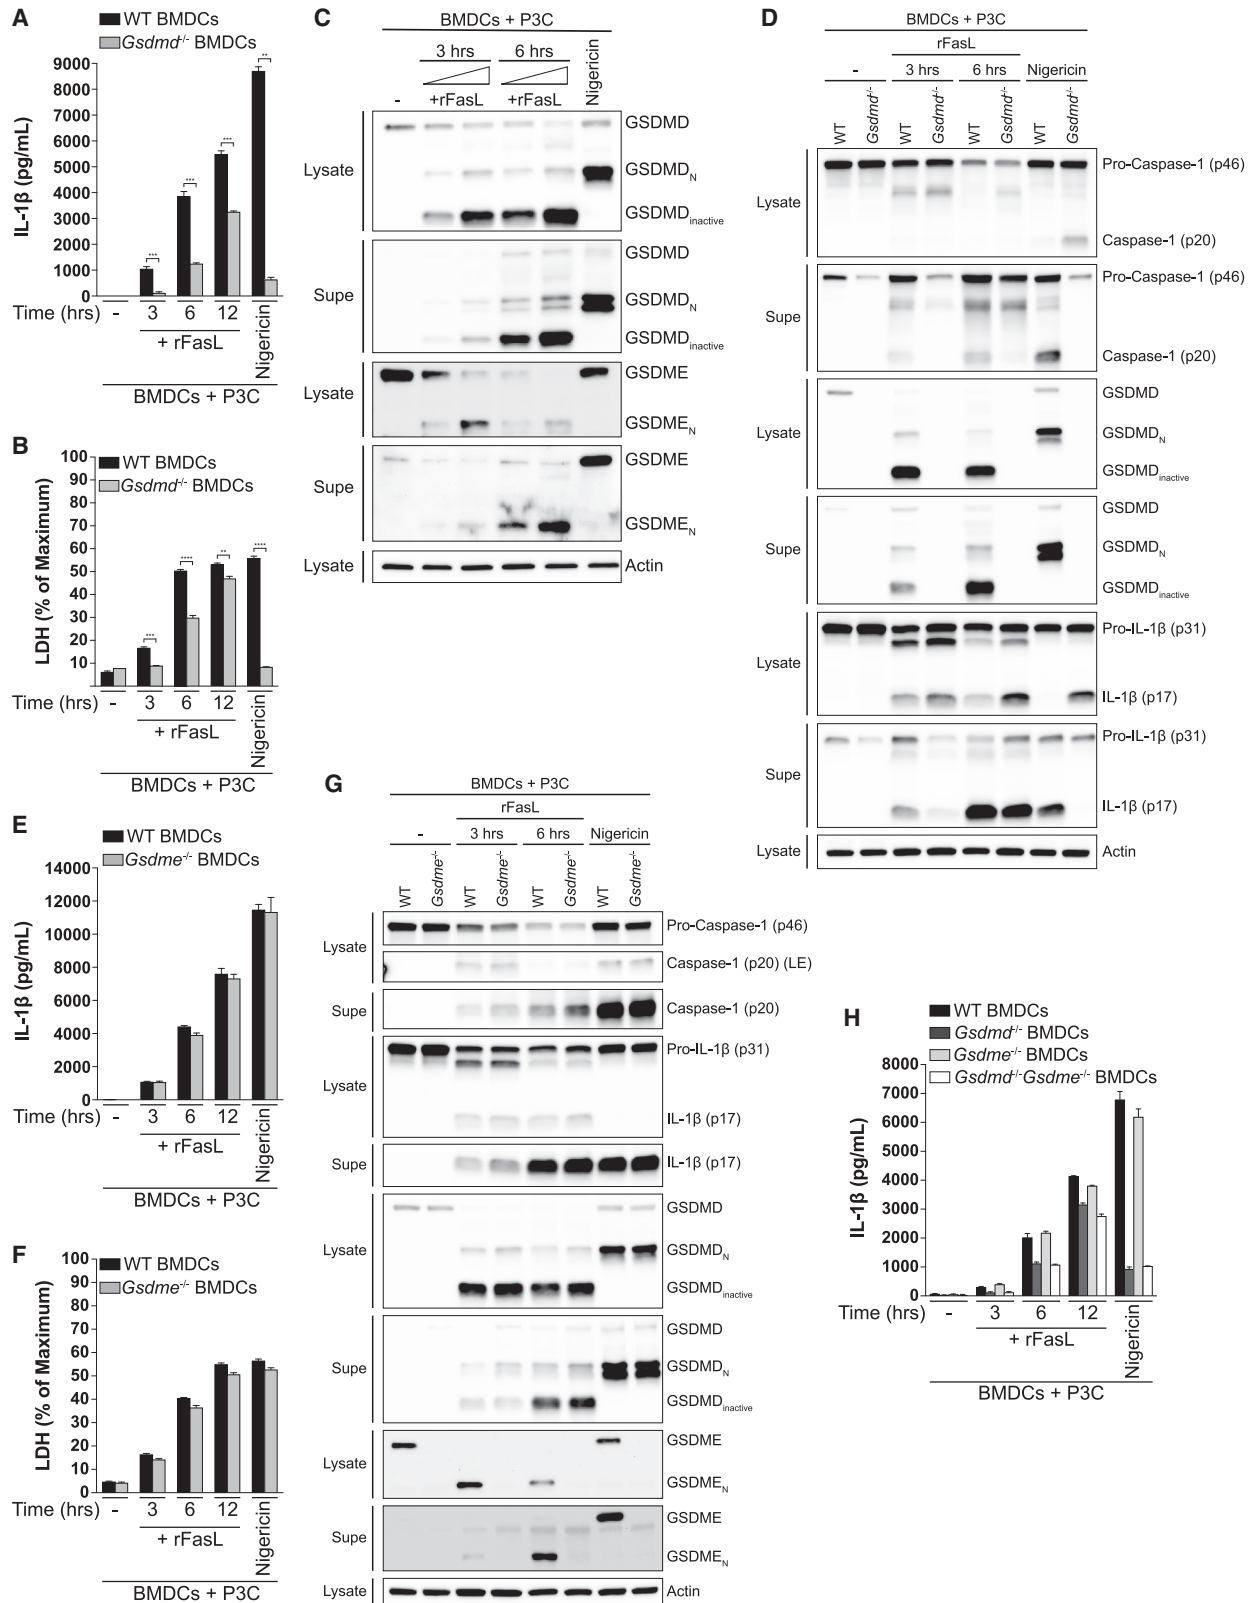 A
WT BMDCs
Gsdmd-/- BMDCs
IL-1β (pg/mL)
9000
8000
7000
6000
5000
4000
3000
2000
1000
0
** 
***
***
***
Time (hrs) - 3 6 12 Nigericin
+ rFasL
BMDCs + P3C
B
WT BMDCs
Gsdmd-/- BMDCs
LDH (% of Maximum)
100
90
80
70
60
50
40
30
20
10
***
****
**
****
Time (hrs) - 3 6 12 Nigericin
+ rFasL
BMDCs + P3C
C
BMDCs + P3C
3 hrs 6 hrs
- +rFasL +rFasL Nigericin
Lysate
GSDMD
GSDMDN
GSDMDinactive
Supe
GSDMD
GSDMDN
GSDMDinactive
Lysate
GSDME
GSDMEN
Supe
GSDME
GSDMEN
Lysate Actin
D
BMDCs + P3C
rFasL
- 3 hrs 6 hrs Nigericin
WT Gsdmd-/- WT Gsdmd-/- WT Gsdmd-/- WT Gsdmd-/-
Lysate
Pro-Caspase-1 (p46)
Caspase-1 (p20)
Supe
Pro-Caspase-1 (p46)
Caspase-1 (p20)
Lysate
GSDMD
GSDMDN
GSDMDinactive
Supe
GSDMD
GSDMDN
GSDMDinactive
Lysate
Pro-IL-1β (p31)
IL-1β (p17)
Supe
Pro-IL-1β (p31)
IL-1β (p17)
Lysate Actin
E
WT BMDCs
Gsdme-/- BMDCs
IL-1β (pg/mL)
14000
12000
10000
8000
6000
4000
2000
0
Time (hrs) - 3 6 12 Nigericin
+ rFasL
BMDCs + P3C
F
WT BMDCs
Gsdme-/- BMDCs
LDH (% of Maximum)
100
90
80
70
60
50
40
30
20
10
0
Time (hrs) - 3 6 12 Nigericin
+ rFasL
BMDCs + P3C
G
BMDCs + P3C
rFasL
- 3 hrs 6 hrs Nigericin
WT Gsdme-/- WT Gsdme-/- WT Gsdme-/- WT Gsdme-/-
Lysate
Pro-Caspase-1 (p46)
Caspase-1 (p20) (LE)
Supe Caspase-1 (p20)
Lysate
Pro-IL-1β (p31)
IL-1β (p17)
Supe IL-1β (p17)
Lysate
GSDMD
GSDMDN
GSDMDinactive
Supe
GSDMD
GSDMDN
GSDMDinactive
Lysate
GSDME
GSDMEN
Supe
GSDME
GSDMEN
Lysate Actin
H
WT BMDCs
Gsdmd-/- BMDCs
Gsdme-/- BMDCs
Gsdmd-/-Gsdme-/- BMDCs
IL-1β (pg/mL)
8000
7000
6000
5000
4000
3000
2000
1000
0
Time (hrs) - 3 6 12 Nigericin
+ rFasL
BMDCs + P3C